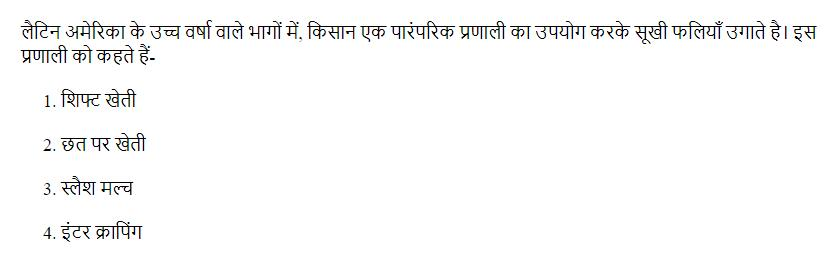 लैटिन अमेरिका के उच्च वर्षा वाले भागों में, किसान एक पारंपरिक प्रणाली का उपयोग करके सूखी फलियाँ उगाते है। इस
प्रणाली को कहते हैं-
1. शिफ्ट खेती
2. छत पर खेती
3. स्लैश मल्च
4. इंटर क्रापिंग